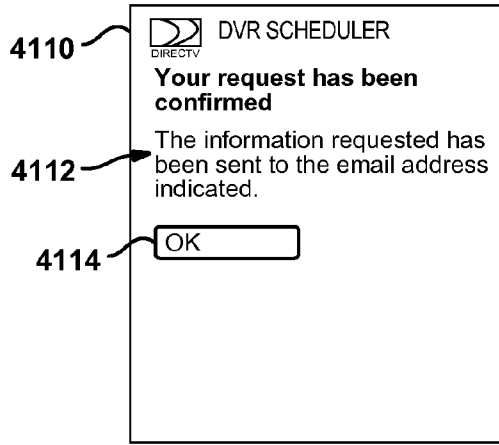 4110
DIRECTV
DVR SCHEDULER
Your request has been
confirmed
4112
The information requested has
been sent to the email address
indicated.
4114
OK